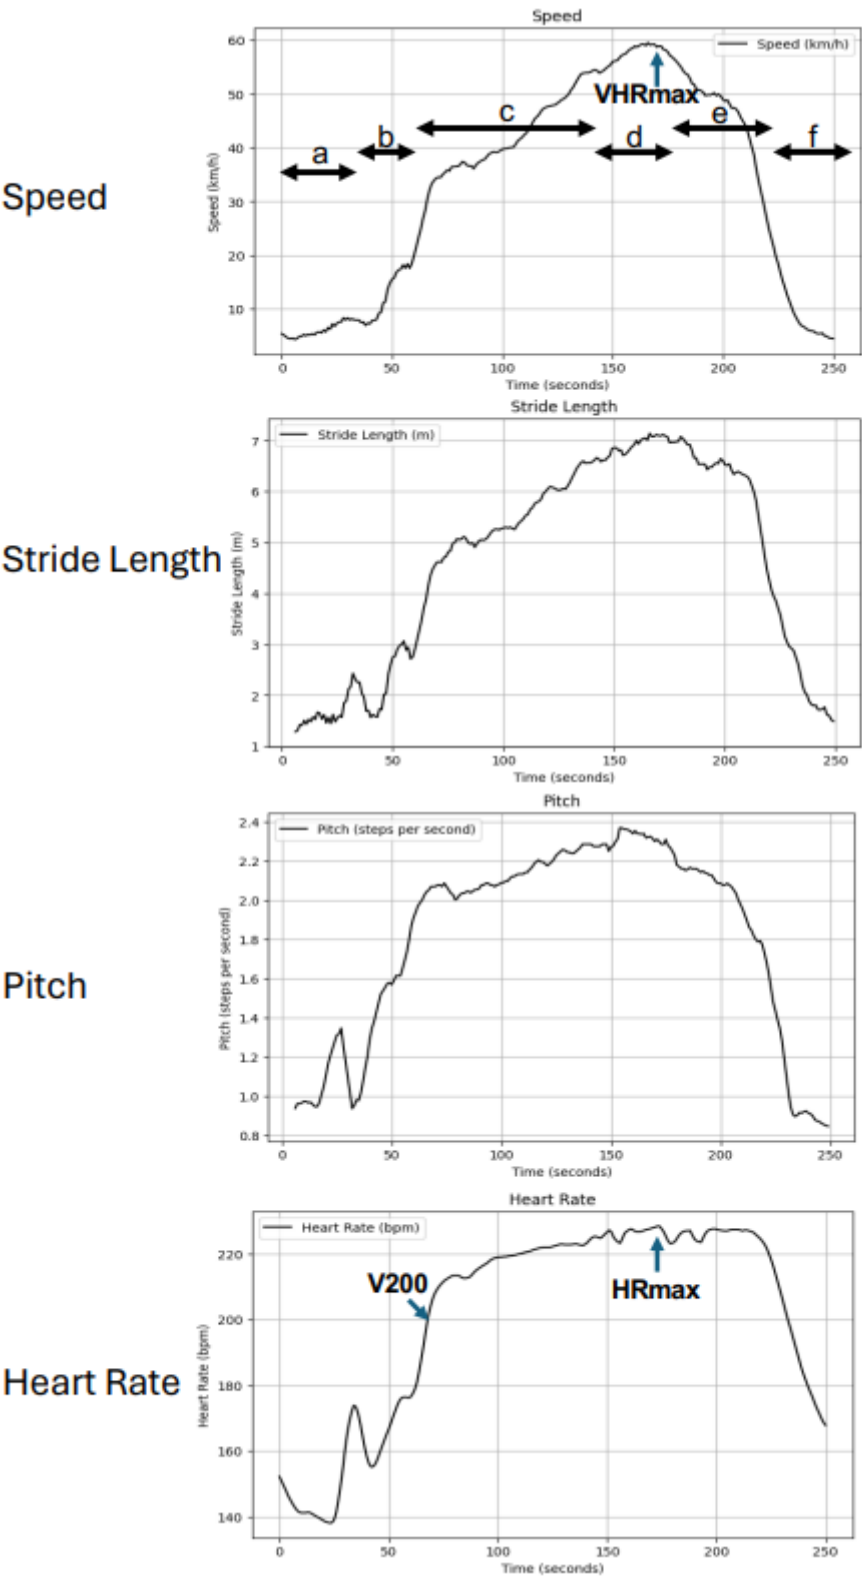 Speed
Speed
Speed (km/h)
Speed (km/h)
60
50
40
30
20
10
VHRmax
a
b
c
d
e
f
0
50
100
150
200
250
Time (seconds)
Stride Length
Stride Length
Stride Length (m)
Stride Length (m)
7
6
5
4
3
2
1
0
50
100
150
200
250
Time (seconds)
Pitch
Pitch
Pitch (steps per second)
Pitch (steps per second)
2.4
2.2
2.0
1.8
1.6
1.4
1.2
1.0
0.8
0
50
100
150
200
250
Time (seconds)
Heart Rate
Heart Rate
Heart Rate (bpm)
Heart Rate (bpm)
220
200
180
160
140
V200
HRmax
0
50
100
150
200
250
Time (seconds)